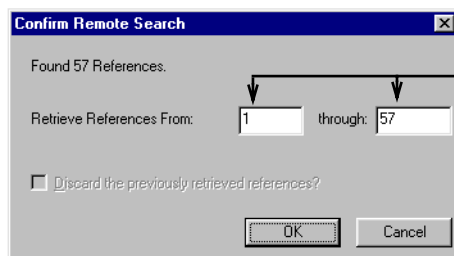 Confirm Remote Search
Found 57 References.
Retrieve References From: 1 through: 57
Discard the previously retrieved references?
OK Cancel